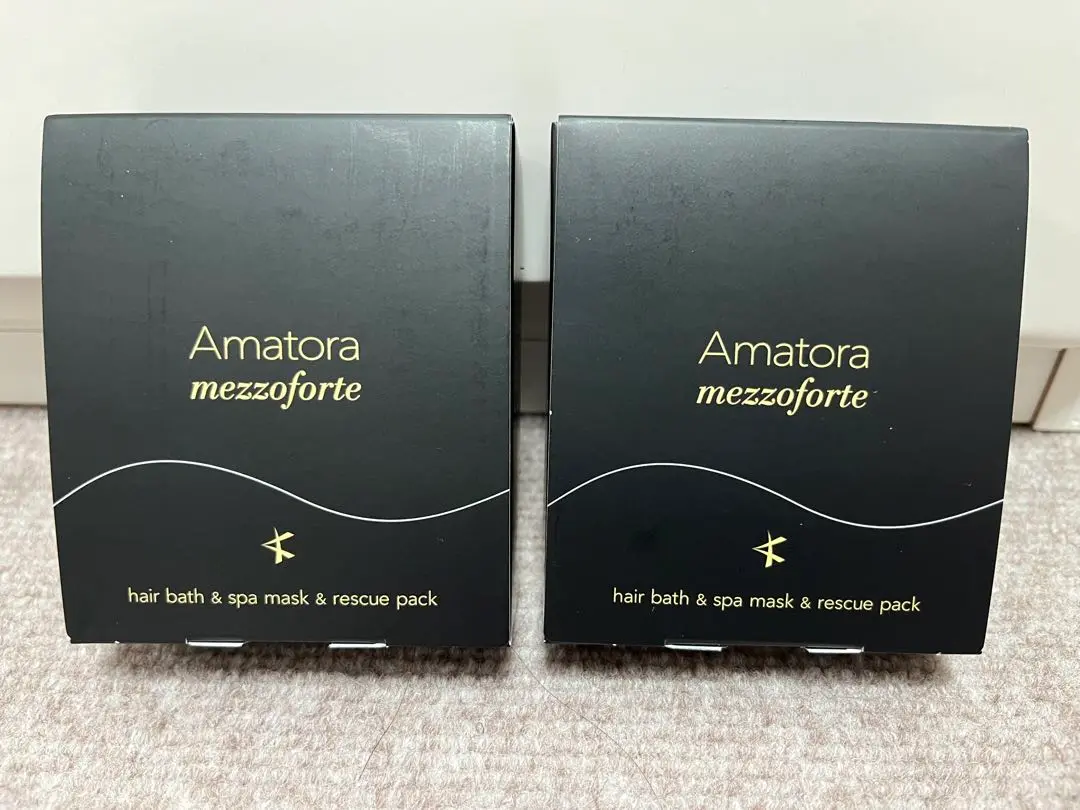 Amatora
mezzoforte
hair bath & spa mask & rescue pack
Amatora
mezzoforte
hair bath & spa mask & rescue pack